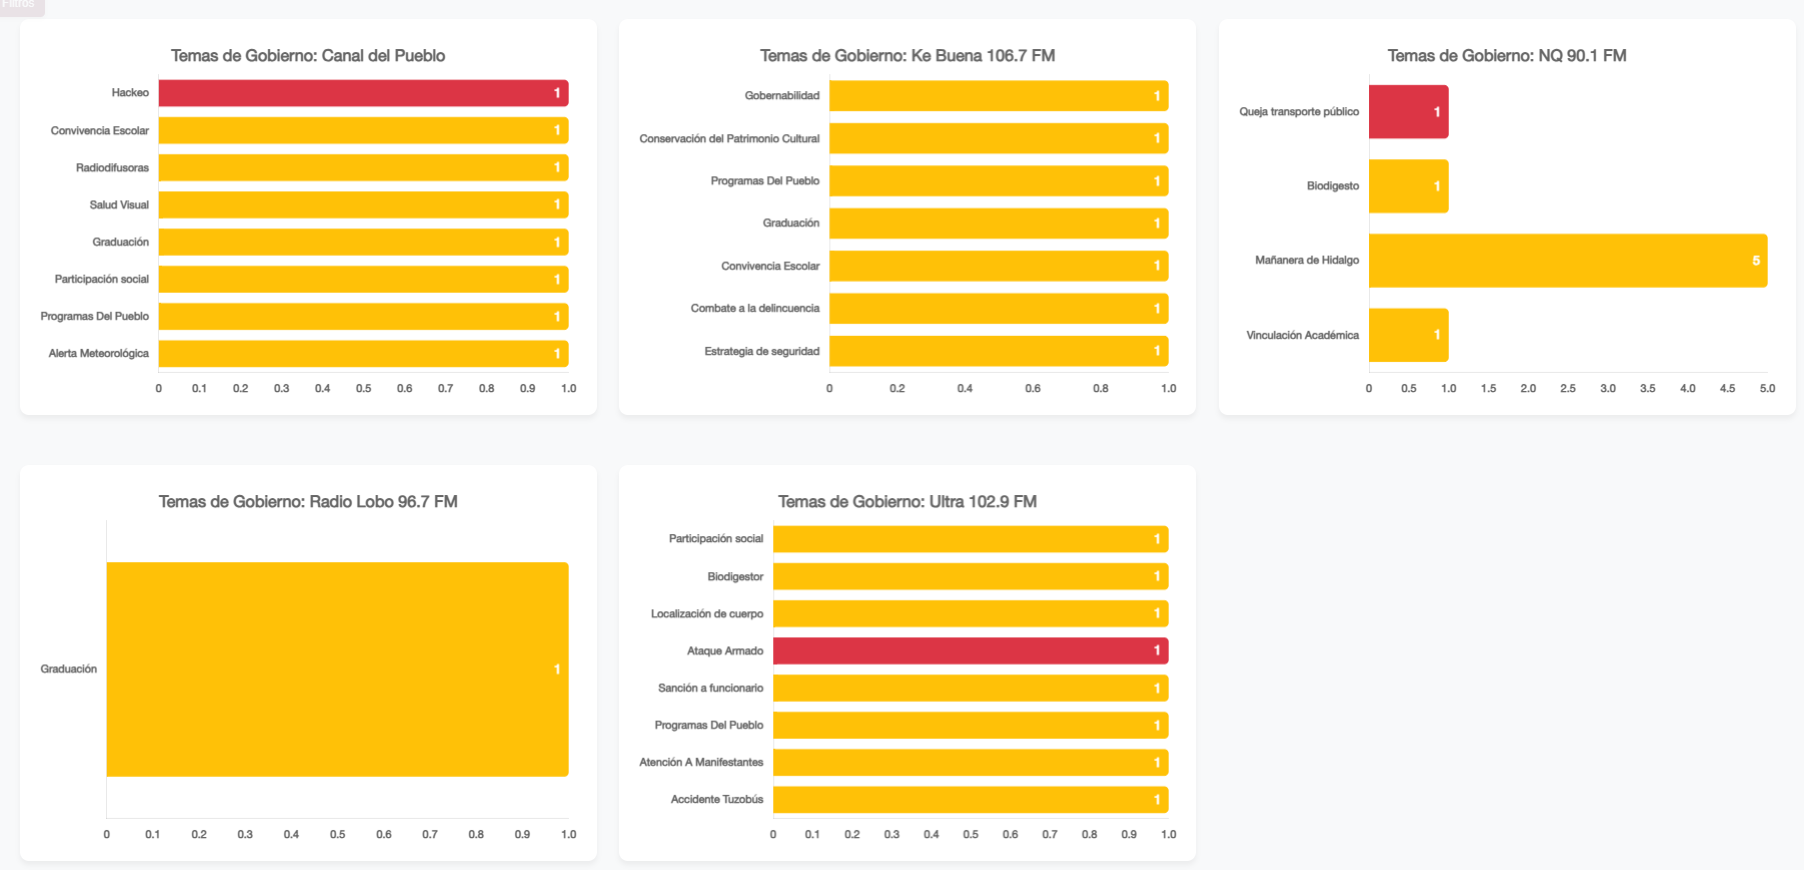 Filtros
Temas de Gobierno: Canal del Pueblo
Hackeo 1
Convivencia Escolar 1
Radiodifusoras 1
Salud Visual 1
Graduación 1
Participación social 1
Programas Del Pueblo 1
Alerta Meteorológica 1
0 0.1 0.2 0.3 0.4 0.5 0.6 0.7 0.8 0.9 1.0
Temas de Gobierno: Ke Buena 106.7 FM
Gobernabilidad 1
Conservación del Patrimonio Cultural 1
Programas Del Pueblo 1
Graduación 1
Convivencia Escolar 1
Combate a la delincuencia 1
Estrategia de seguridad 1
0 0.2 0.4 0.6 0.8 1.0
Temas de Gobierno: NQ 90.1 FM
Queja transporte público 1
Biodigesto 1
Mañanera de Hidalgo 5
Vinculación Académica 1
0 0.5 1.0 1.5 2.0 2.5 3.0 3.5 4.0 4.5 5.0
Temas de Gobierno: Radio Lobo 96.7 FM
Graduación 1
0 0.1 0.2 0.3 0.4 0.5 0.6 0.7 0.8 0.9 1.0
Temas de Gobierno: Ultra 102.9 FM
Participación social 1
Biodigestor 1
Localización de cuerpo 1
Ataque Armado 1
Sanción a funcionario 1
Programas Del Pueblo 1
Atención A Manifestantes 1
Accidente Tuzobús 1
0 0.1 0.2 0.3 0.4 0.5 0.6 0.7 0.8 0.9 1.0